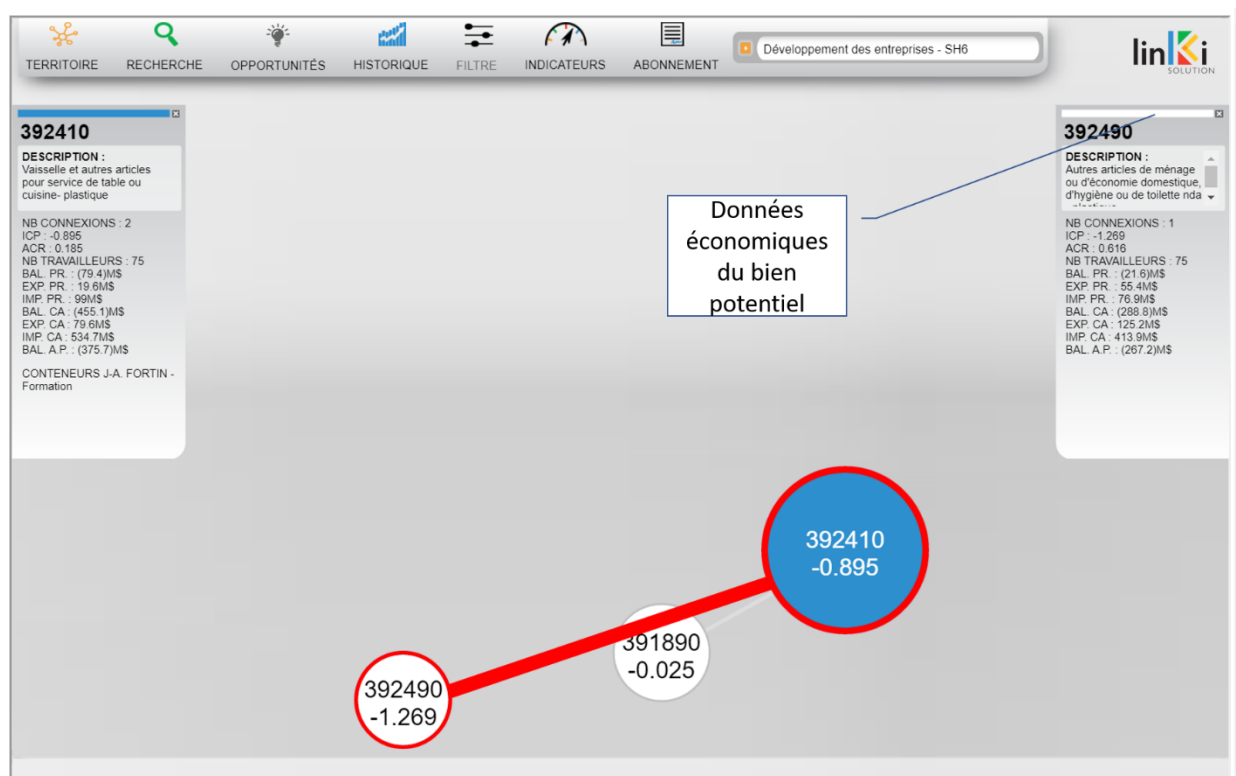 TERRITOIRE
RECHERCHE
OPPORTUNITÉS
HISTORIQUE
FILTRE
INDICATEURS
ABONNEMENT
Développement des entreprises - SH6
linKi
SOLUTION
392410
DESCRIPTION :
Vaisselle et autres articles
pour service de table ou
cuisine- plastique
NB CONNEXIONS : 2
ICP : -0.895
ACR : 0.185
NB TRAVAILLEURS : 75
BAL. PR. : (79.4)M$
EXP. PR. : 19.6M$
IMP. PR. : 99M$
BAL. CA : (455.1)M$
EXP. CA : 79.6M$
IMP. CA : 534.7M$
BAL. A.P. : (375.7)M$
CONTENEURS J-A. FORTIN -
Formation
Données
économiques
du bien
potentiel
392490
DESCRIPTION :
Autres articles de ménage
ou d'économie domestique,
d'hygiène ou de toilette nda
NB CONNEXIONS : 1
ICP : -1.269
ACR : 0.616
NB TRAVAILLEURS : 75
BAL. PR. : (21.6)M$
EXP. PR. : 55.4M$
IMP. PR. : 76.9M$
BAL. CA : (288.8)M$
EXP. CA : 125.2M$
IMP. CA : 413.9M$
BAL. A.P. : (267.2)M$
392410
-0.895
391890
-0.025
392490
-1.269